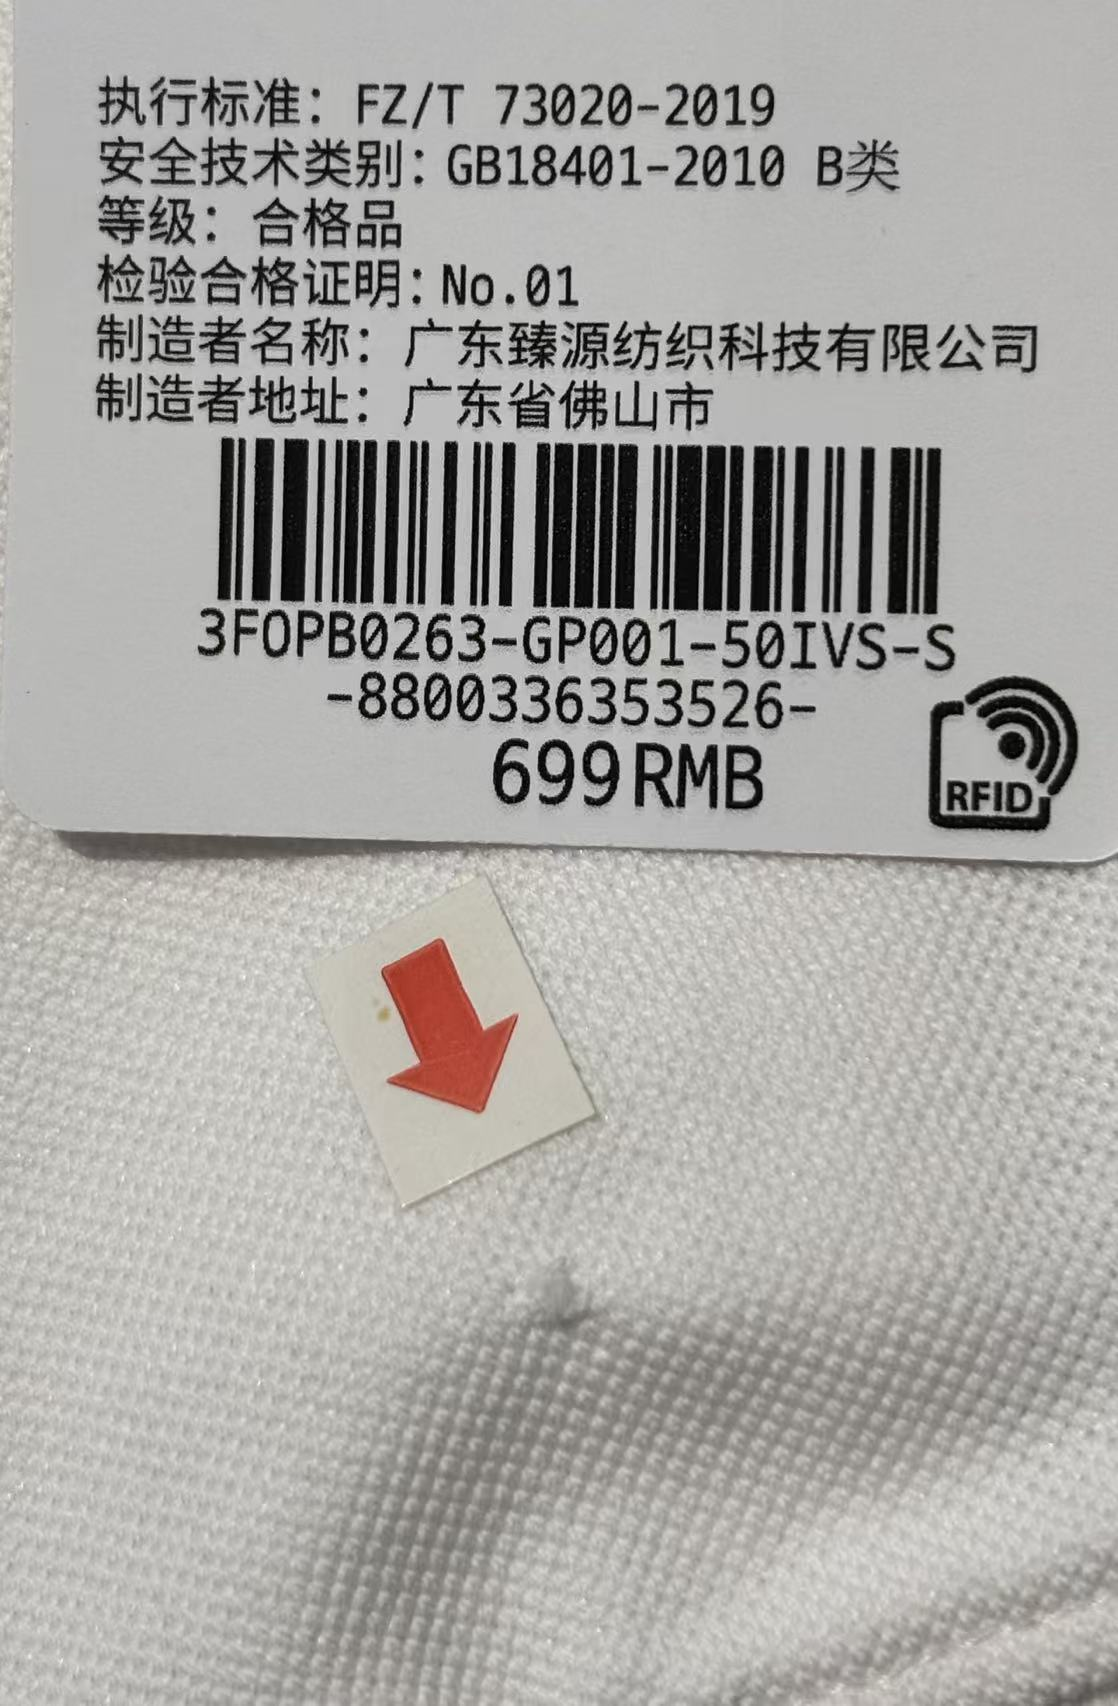 执行标准：FZ/T 73020-2019
安全技术类别：GB18401-2010 B类
等级：合格品
检验合格证明：No.01
制造者名称：广东臻源纺织科技有限公司
制造者地址：广东省佛山市
3FOPB0263-GP001-50IVS-S
-8800336353526-
699RMB
RFID